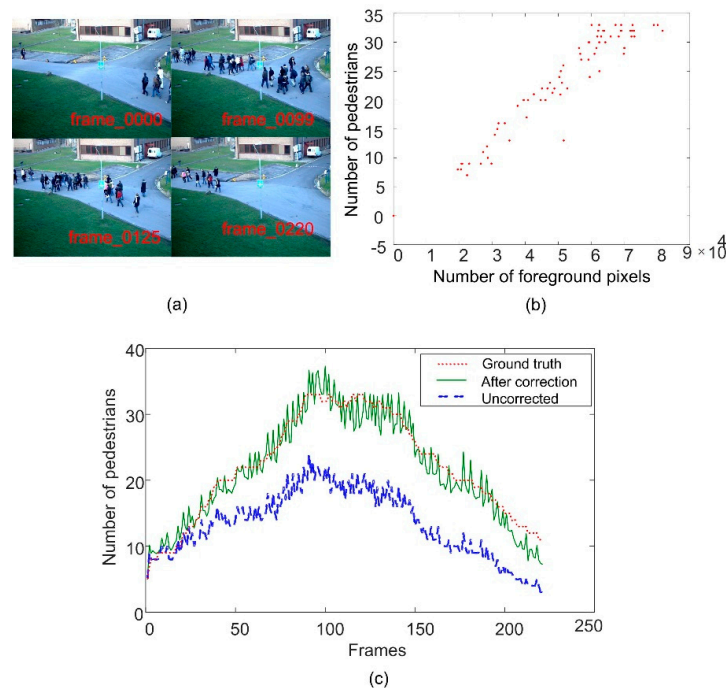 frame_0000
frame_0099
frame_0125
frame_0220
(a)
Number of pedestrians
35
30
25
20
15
10
5
0
-5
0 1 2 3 4 5 6 7 8 9 × 10 4
Number of foreground pixels
(b)
Number of pedestrians
40
30
20
10
0
0 50 100 150 200 250
Frames
Ground truth
After correction
Uncorrected
(c)